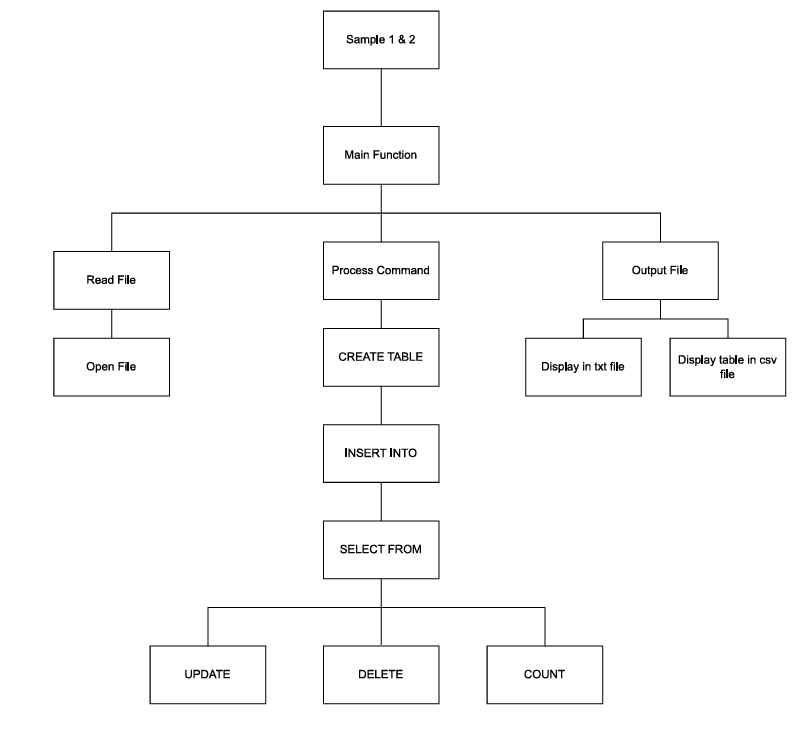 Sample 1 & 2
Main Function
Read File
Process Command
Output File
Open File
CREATE TABLE
Display in txt file
Display table in csv
file
INSERT INTO
SELECT FROM
UPDATE
DELETE
COUNT